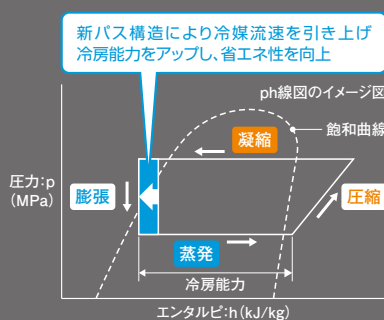 新パス構造により冷媒流速を引き上げ
冷房能力をアップし、省エネ性を向上
ph線図のイメージ図
飽和曲線
凝縮
圧力:p
(MPa)
膨張
圧縮
蒸発
冷房能力
エンタルピ:h(kJ/kg)